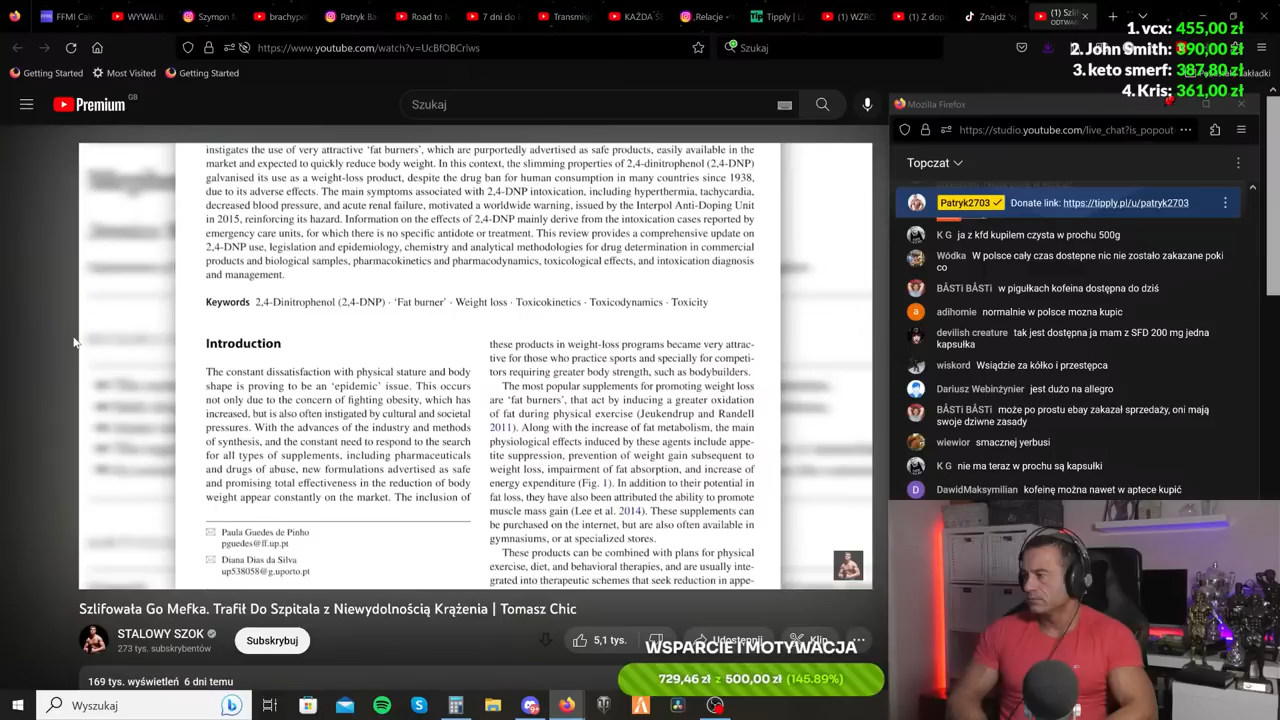 FFMI Calc
WYWALIŁ
Szympn M
brachypel
Patryk Ba
Road to M
7 dni do
Transmisj
KAŻDA
Relacje
Tipply | L
(1) WZRO
(1) Z dopa
Znajdź 's
(1) Szlif
ODTWAR
1. vcx: 455,00 zł
2. John Smith: 390,00 zł
3. keto smerf: 387,80 zł
4. Kris: 361,00 zł
https://www.youtube.com/watch?v=UcBfOBCrlws
Szukaj
Getting Started
Most Visited
Getting Started
Premium GB
Szukaj
instigates the use of very attractive ‘fat burners’, which are purportedly advertised as safe products, easily available in the
market and expected to quickly reduce body weight. In this context, the slimming properties of 2,4-dinitrophenol (2,4-DNP)
galvanised its use as a weight-loss product, despite the drug ban for human consumption in many countries since 1938,
due to its adverse effects. The main symptoms associated with 2,4-DNP intoxication, including hyperthermia, tachycardia,
decreased blood pressure, and acute renal failure, motivated a worldwide warning, issued by the Interpol Anti-Doping Unit
in 2015, reinforcing its hazard. Information on the effects of 2,4-DNP mainly derive from the intoxication cases reported by
emergency care units, for which there is no specific antidote or treatment. This review provides a comprehensive update on
2,4-DNP use, legislation and epidemiology, chemistry and analytical methodologies for drug determination in commercial
products and biological samples, pharmacokinetics and pharmacodynamics, toxicological effects, and intoxication diagnosis
and management.
Keywords 2,4-Dinitrophenol (2,4-DNP) · ‘Fat burner’ · Weight loss · Toxicokinetics · Toxicodynamics · Toxicity
Introduction
The constant dissatisfaction with physical stature and body
shape is proving to be an ‘epidemic’ issue. This occurs
not only due to the concern of fighting obesity, which has
increased, but is also often instigated by cultural and societal
pressures. With the advances of the industry and methods
of synthesis, and the constant need to respond to the search
for all types of supplements, including pharmaceuticals
and drugs of abuse, new formulations advertised as safe
and promising total effectiveness in the reduction of body
weight appear constantly on the market. The inclusion of
Paula Guedes de Pinho
pguedes@ff.up.pt
Diana Dias da Silva
up538058@g.uporto.pt
these products in weight-loss programs became very attrac-
tive for those who practice sports and specially for competi-
tors requiring greater body strength, such as bodybuilders.
The most popular supplements for promoting weight loss
are ‘fat burners’, that act by inducing a greater oxidation
of fat during physical exercise (Jeukendrup and Randell
2011). Along with the increase of fat metabolism, the main
physiological effects induced by these agents include appe-
tite suppression, prevention of weight gain subsequent to
weight loss, impairment of fat absorption, and increase of
energy expenditure (Fig. 1). In addition to their potential in
fat loss, they have also been attributed the ability to promote
muscle mass gain (Lee et al. 2014). These supplements can
be purchased on the internet, but are also often available in
gymnasiums, or at specialized stores.
These products can be combined with plans for physical
exercise, diet, and behavioral therapies, and are usually inte-
grated into therapeutic schemes that seek reduction in appe-
Szlifowała Go Mefka. Trafił Do Szpitala z Niewydolnością Krążenia | Tomasz Chic
STALOWY SZOK
273 tys. subskrybentów
Subskrybuj
5,1 tys.
Udostępnij
Klip
169 tys. wyświetleń 6 dni temu
WSPARCIE I MOTYWACJA
729,46 zł z 500,00 zł (145.89%)
Mozilla Firefox
https://studio.youtube.com/live_chat?is_popout
Topczat
Patryk2703 Donate link: https://tipply.pl/u/patryk2703
K G ja z kfd kupilem czysta w prochu 500g
Wódka W polsce cały czas dostepne nic nie zostało zakazane poki
co
BÅSTi BÅSTi w pigułkach kofeina dostępna do dziś
adihomie normalnie w polsce mozna kupic
devilish creature tak jest dostępna ja mam z SFD 200 mg jedna
kapsułka
wiskord Wsiądzie za kółko i przestępca
Dariusz Webinżynier jest dużo na allegro
BÅSTi BÅSTi może po prostu ebay zakazał sprzedaży, oni mają
swoje dziwne zasady
wiewior smacznej yerbusi
K G nie ma teraz w prochu są kapsułki
DawidMaksymilian kofeinę można nawet w aptece kupić
Wyszukaj